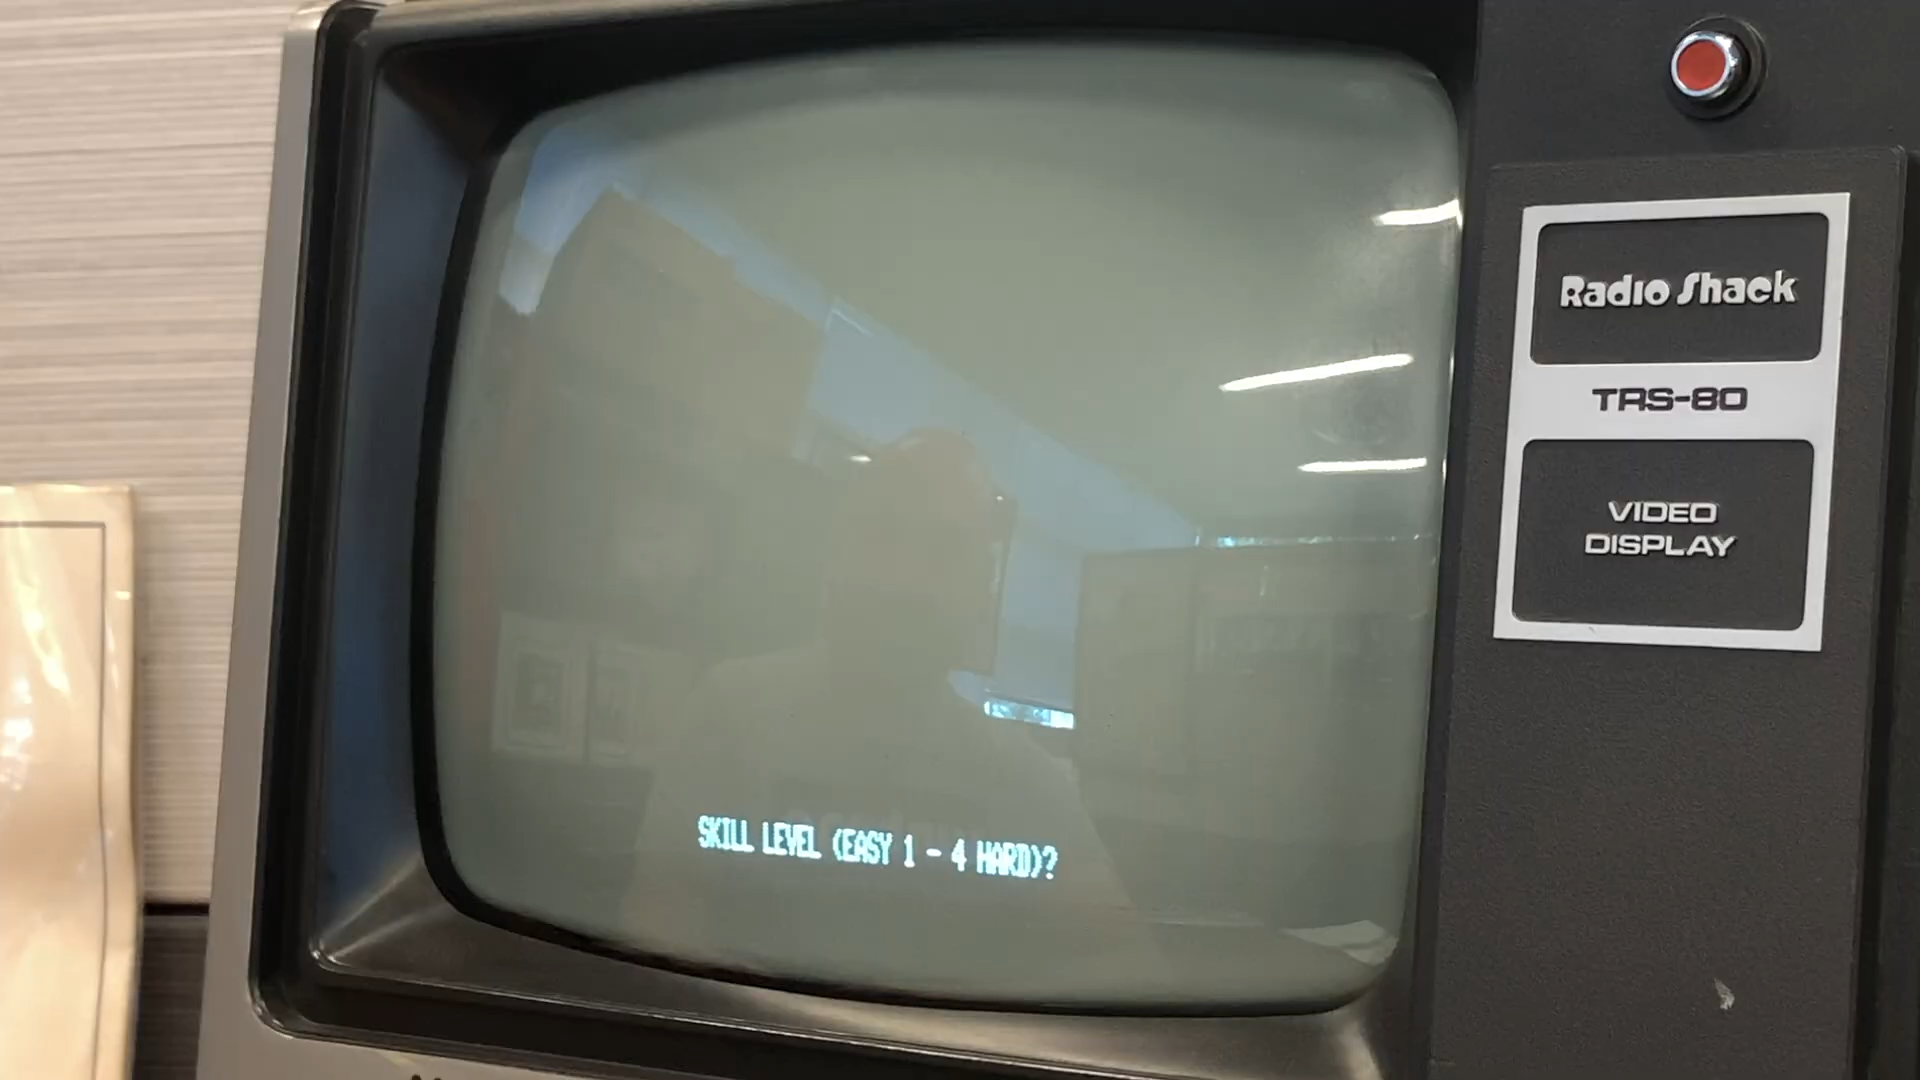 Radio Shack
TRS-80
VIDEO
DISPLAY
SKILL LEVEL (EASY 1 - 4 HARD)?